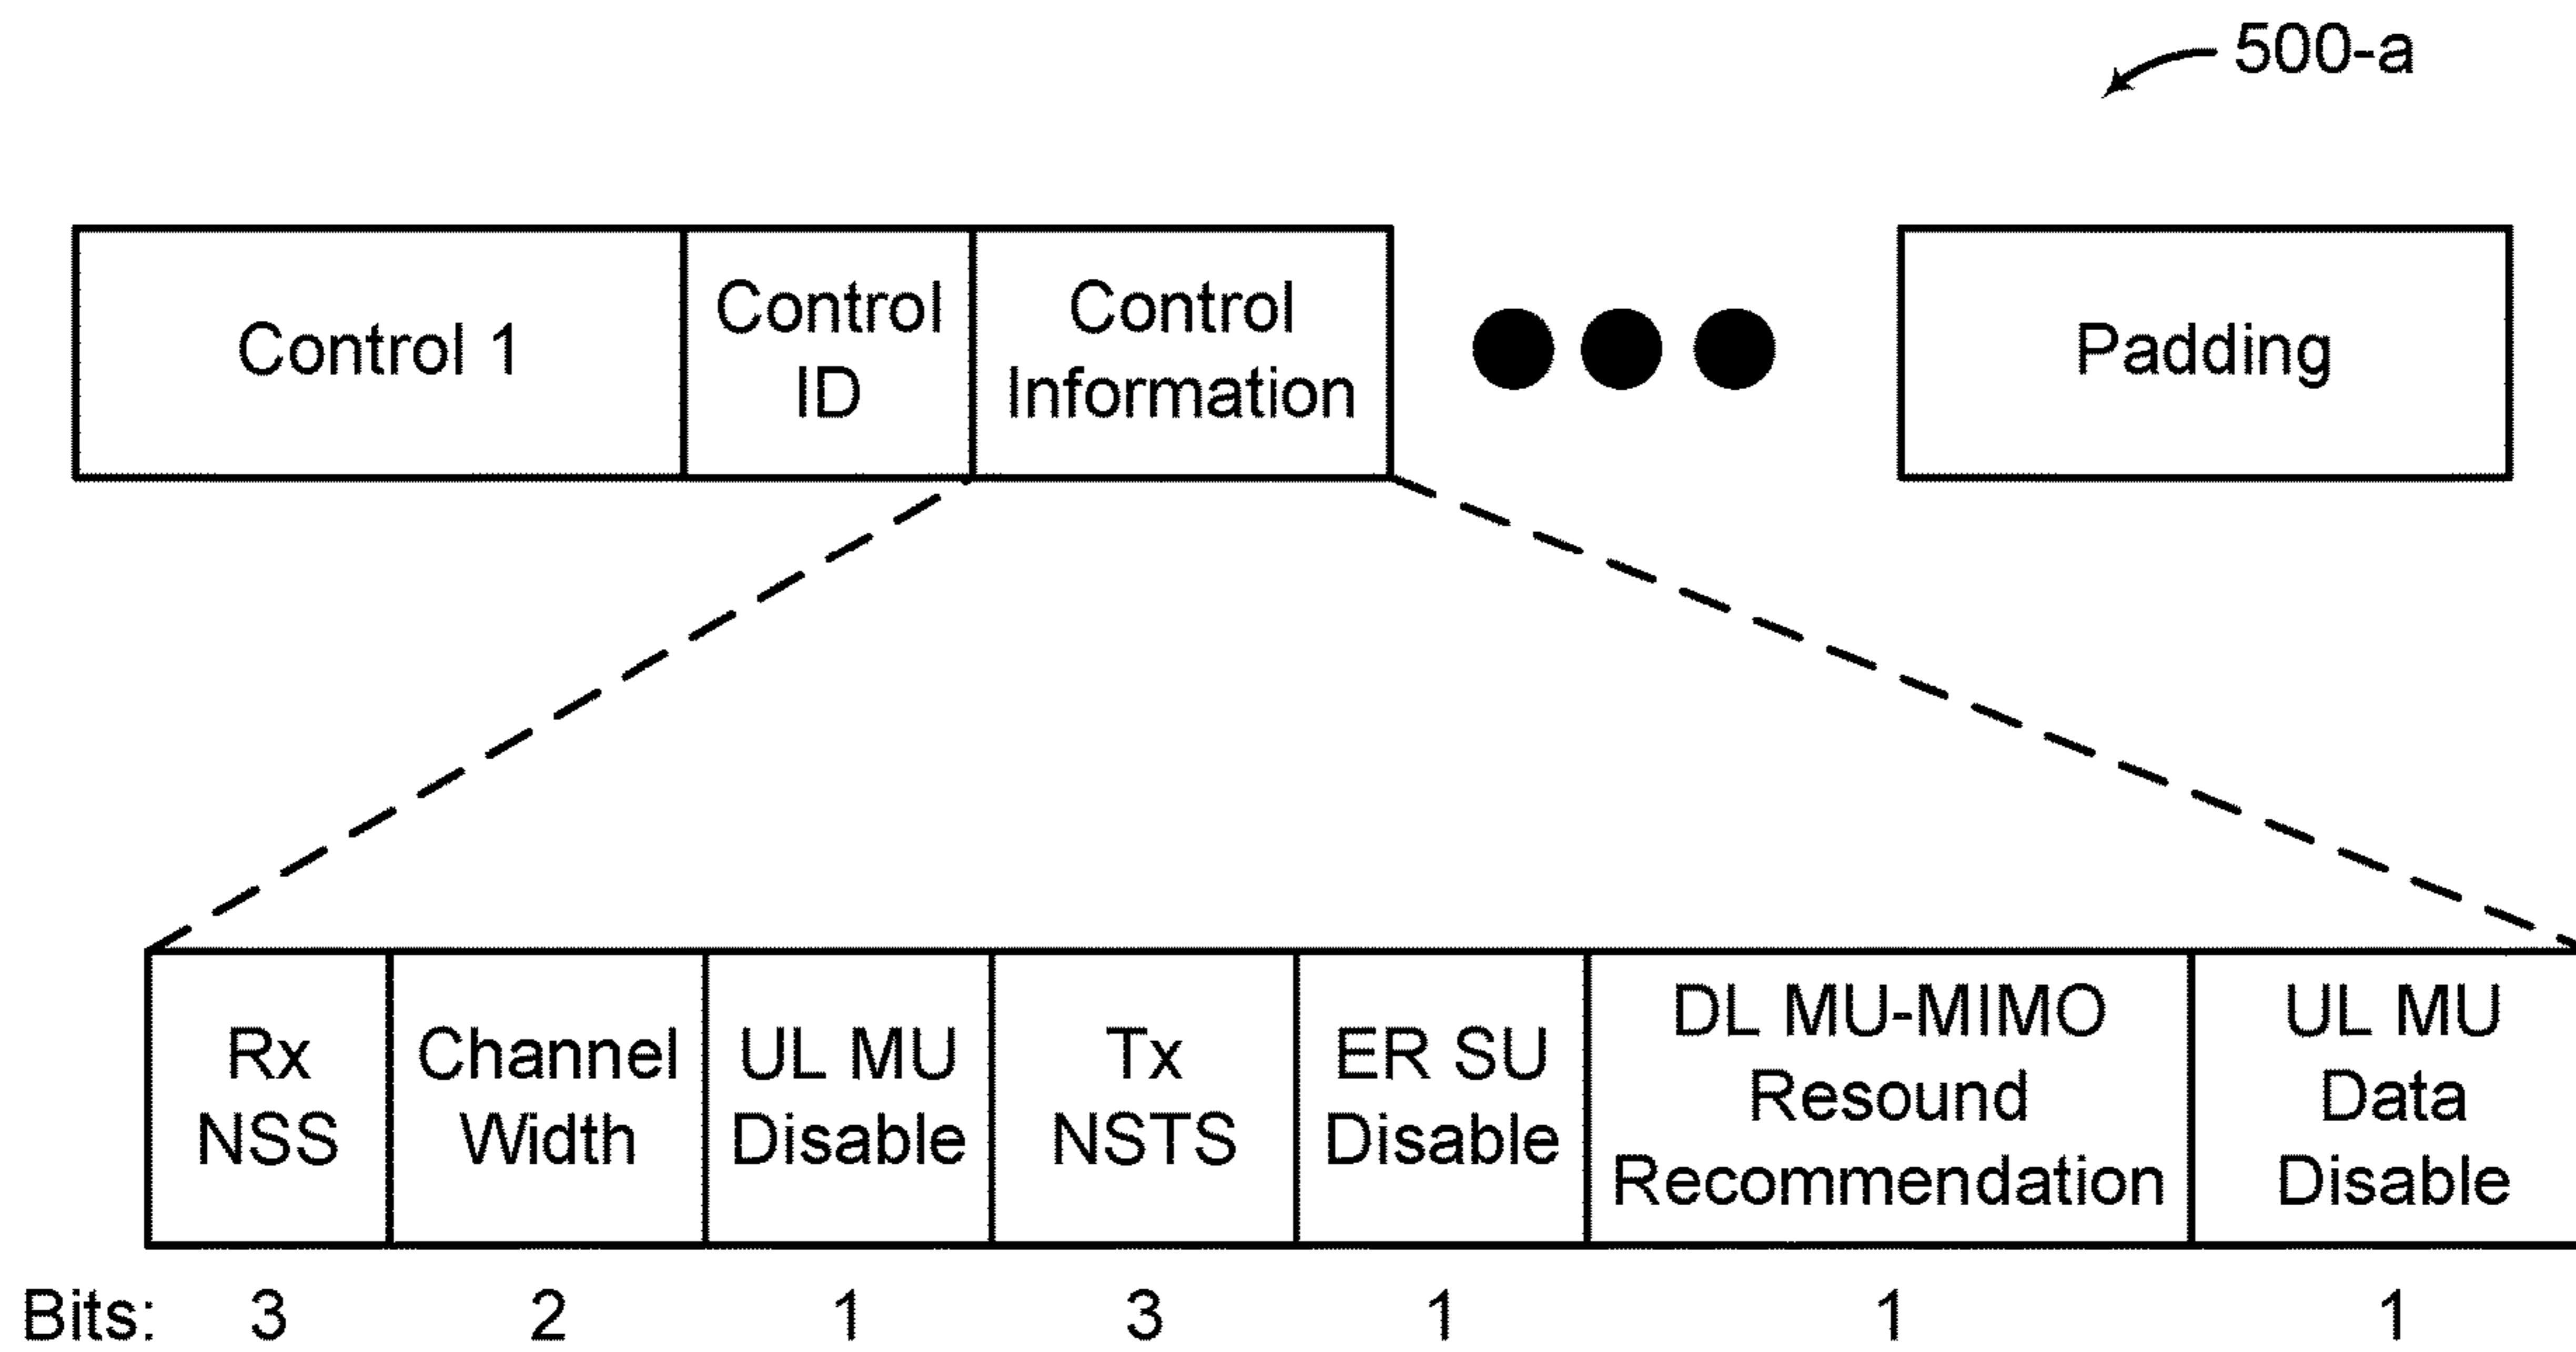 500-a
Control 1
Control
ID
Control
Information
Padding
Rx
NSS
Channel
Width
UL MU
Disable
Tx
NSTS
ER SU
Disable
DL MU-MIMO
Resound
Recommendation
UL MU
Data
Disable
Bits: 3 2 1 3 1 1 1